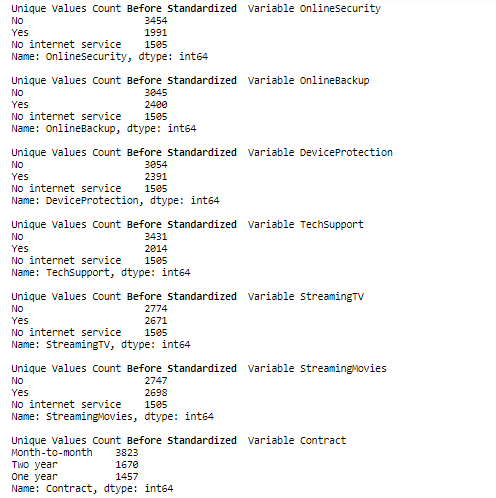 Unique Values Count Before Standardized  Variable OnlineSecurity
No                     3454
Yes                    1991
No internet service    1505
Name: OnlineSecurity, dtype: int64

Unique Values Count Before Standardized  Variable OnlineBackup
No                     3045
Yes                    2400
No internet service    1505
Name: OnlineBackup, dtype: int64

Unique Values Count Before Standardized  Variable DeviceProtection
No                     3054
Yes                    2391
No internet service    1505
Name: DeviceProtection, dtype: int64

Unique Values Count Before Standardized  Variable TechSupport
No                     3431
Yes                    2014
No internet service    1505
Name: TechSupport, dtype: int64

Unique Values Count Before Standardized  Variable StreamingTV
No                     2774
Yes                    2671
No internet service    1505
Name: StreamingTV, dtype: int64

Unique Values Count Before Standardized  Variable StreamingMovies
No                     2747
Yes                    2698
No internet service    1505
Name: StreamingMovies, dtype: int64

Unique Values Count Before Standardized  Variable Contract
Month-to-month    3823
Two year          1670
One year          1457
Name: Contract, dtype: int64